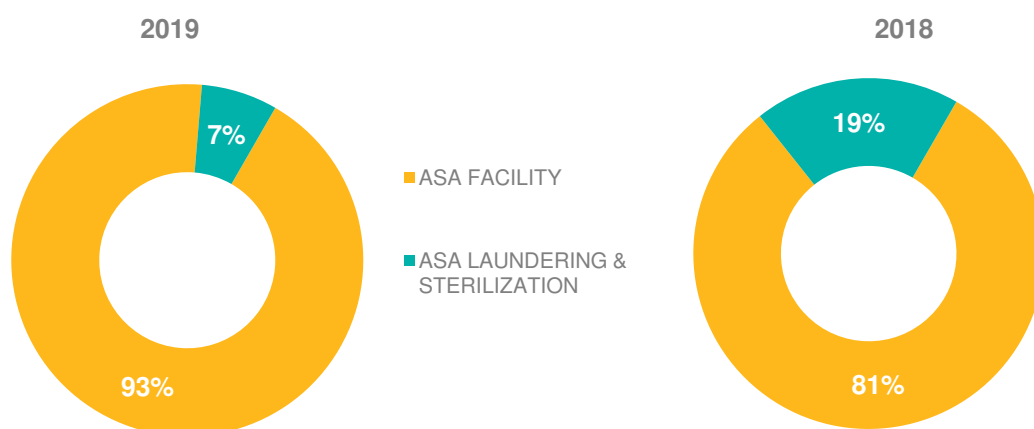 2019
2018
7%
19%
ASA FACILITY
ASA LAUNDERING &
STERILIZATION
93%
81%